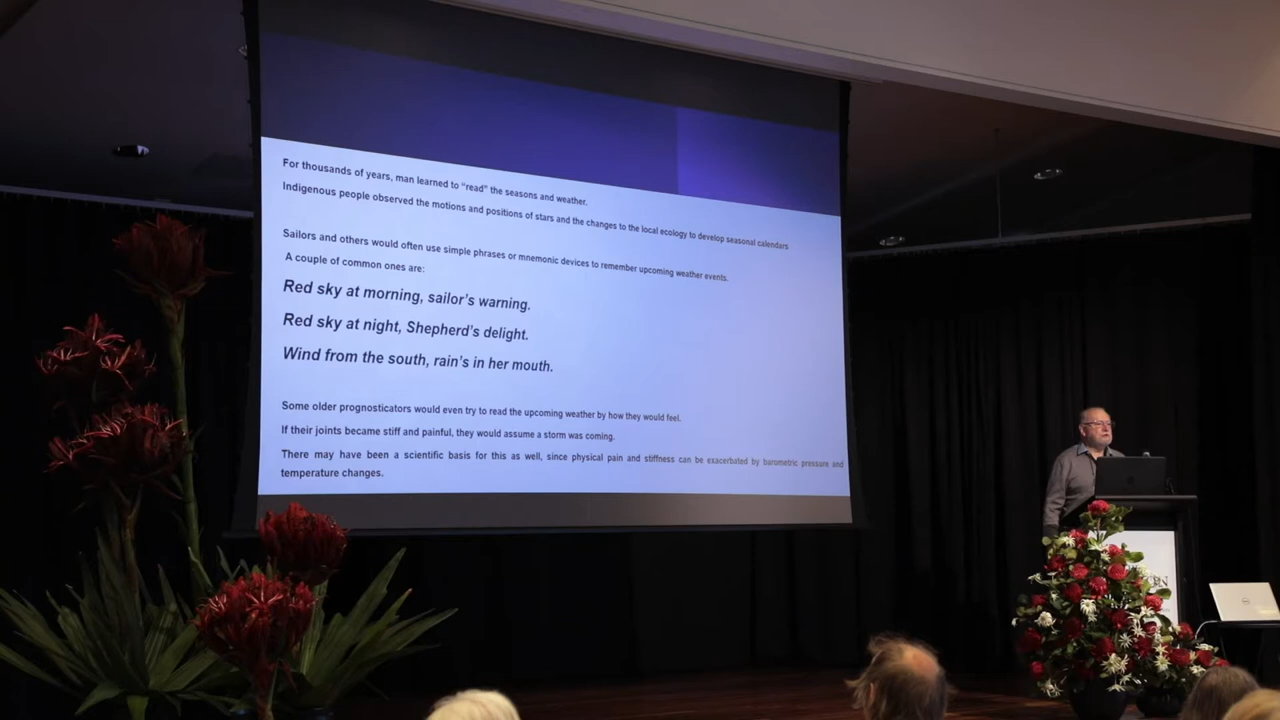 For thousands of years, man learned to “read” the seasons and weather.
Indigenous people observed the motions and positions of stars and the changes to the local ecology to develop seasonal calendars
Sailors and others would often use simple phrases or mnemonic devices to remember upcoming weather events.
A couple of common ones are:
Red sky at morning, sailor’s warning.
Red sky at night, Shepherd’s delight.
Wind from the south, rain’s in her mouth.
Some older prognosticators would even try to read the upcoming weather by how they would feel.
If their joints became stiff and painful, they would assume a storm was coming.
There may have been a scientific basis for this as well, since physical pain and stiffness can be exacerbated by barometric pressure and
temperature changes.